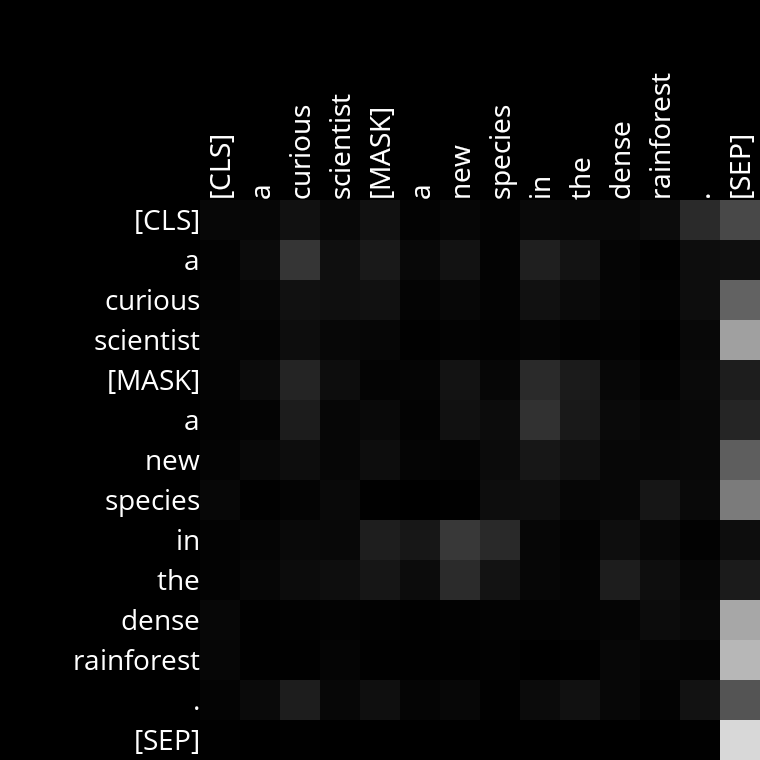 [CLS] a curious scientist [MASK] a new species in the dense rainforest . [SEP]
[CLS]
a
curious
scientist
[MASK]
a
new
species
in
the
dense
rainforest
.
[SEP]